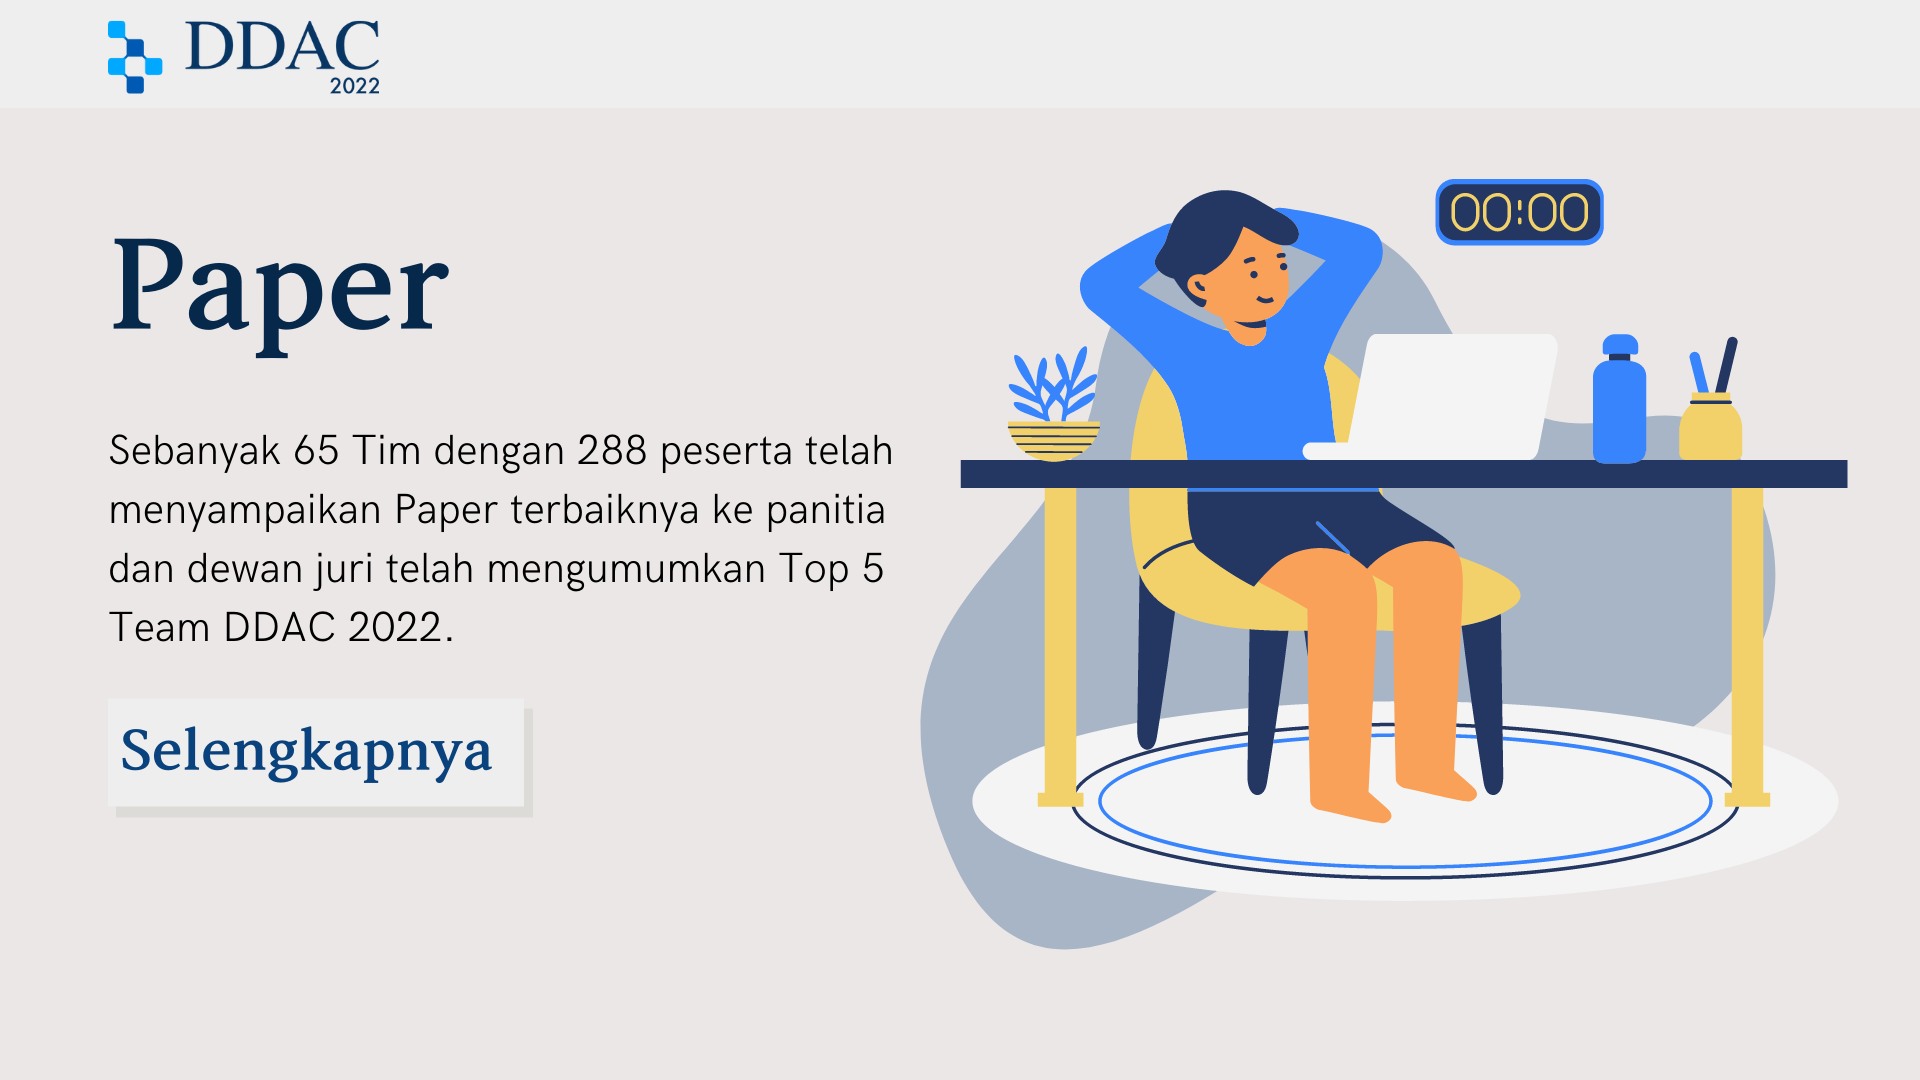 DDAC
2022
00:00
Paper
Sebanyak 65 Tim dengan 288 peserta telah
menyampaikan Paper terbaiknya ke panitia
dan dewan juri telah mengumumkan Top 5
Team DDAC 2022.
Selengkapnya